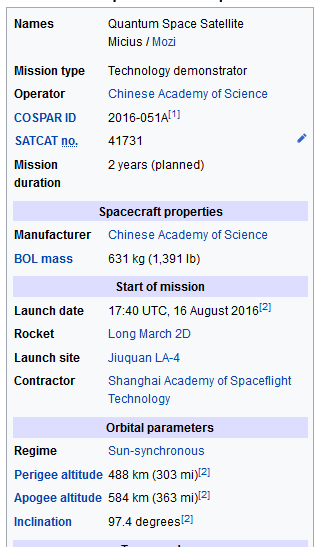 Names Quantum Space Satellite
Micius / Mozi
Mission type Technology demonstrator
Operator Chinese Academy of Science
COSPAR ID 2016-051A[1]
SATCAT no. 41731
Mission duration 2 years (planned)
Spacecraft properties
Manufacturer Chinese Academy of Science
BOL mass 631 kg (1,391 lb)
Start of mission
Launch date 17:40 UTC, 16 August 2016[2]
Rocket Long March 2D
Launch site Jiuquan LA-4
Contractor Shanghai Academy of Spaceflight
Technology
Orbital parameters
Regime Sun-synchronous
Perigee altitude 488 km (303 mi)[2]
Apogee altitude 584 km (363 mi)[2]
Inclination 97.4 degrees[2]